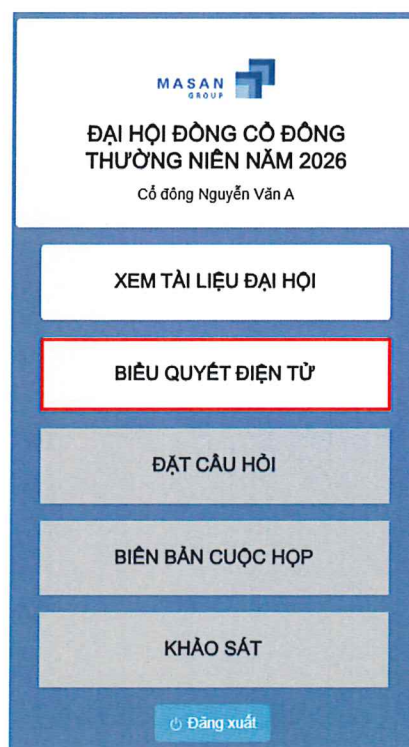 MASAN
GROUP
ĐẠI HỘI ĐỒNG CỔ ĐÔNG
THƯỜNG NIÊN NĂM 2026
Cổ đông Nguyễn Văn A
XEM TÀI LIỆU ĐẠI HỘI
BIỂU QUYẾT ĐIỆN TỬ
ĐẶT CÂU HỎI
BIÊN BẢN CUỘC HỌP
KHẢO SÁT
Đăng xuất